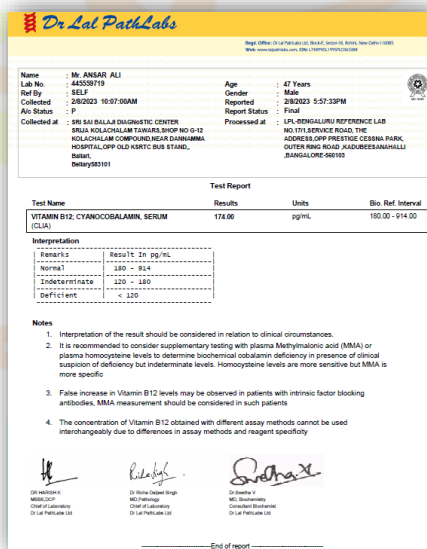 Dr Lal PathLabs
Name : Mr. ANSAR ALI
Lab No. : 445559719
Ref By : SELF
Collected : 2/8/2023 10:07:00AM
A/c Status : P
Collected at : SRI SAI BALAJI DIAGNOSTIC CENTER
SRUJA KOLACHALAM TAWARS,SHOP NO G-12
KOLACHALAM COMPOUND,NEAR DANNAMMA
HOSPITAL,OPP OLD KSRTC BUS STAND,,
Ballari,
Bellary583101
Age : 47 Years
Gender : Male
Reported : 2/8/2023 5:57:33PM
Report Status : Final
Processed at : LPL-BENGALURU REFERENCE LAB
NO.17/1,SERVICE ROAD, THE
ADDRESS,OPP PRESTIGE CESSNA PARK,
OUTER RING ROAD ,KADUBEESANAHALLI
,BANGALORE-560103
Test Report
Test Name Results Units Bio. Ref. Interval
VITAMIN B12; CYANOCOBALAMIN, SERUM 174.00 pg/mL 180.00 - 914.00
(CLIA)
Interpretation
| Remarks | Result In pg/mL |
| Normal | 180 - 914
| Indeterminate | 120 - 180
| Deficient | < 120
Notes
1. Interpretation of the result should be considered in relation to clinical circumstances.
2. It is recommended to consider supplementary testing with plasma Methylmalonic acid (MMA) or
plasma homocysteine levels to determine biochemical cobalamin deficiency in presence of clinical
suspicion of deficiency but indeterminate levels. Homocysteine levels are more sensitive but MMA is
more specific
3. False increase in Vitamin B12 levels may be observed in patients with intrinsic factor blocking
antibodies, MMA measurement should be considered in such patients
4. The concentration of Vitamin B12 obtained with different assay methods cannot be used
interchangeably due to differences in assay methods and reagent specificity
DR HARISH K
MBBS,DCP
Chief of Laboratory
Dr Lal PathLabs Ltd
Dr Richa Daljeet Singh
MD,Pathology
Chief of Laboratory
Dr Lal PathLabs Ltd
Dr.Swetha V
MD, Biochemistry
Consultant Biochemist
Dr Lal PathLabs Ltd
End of report